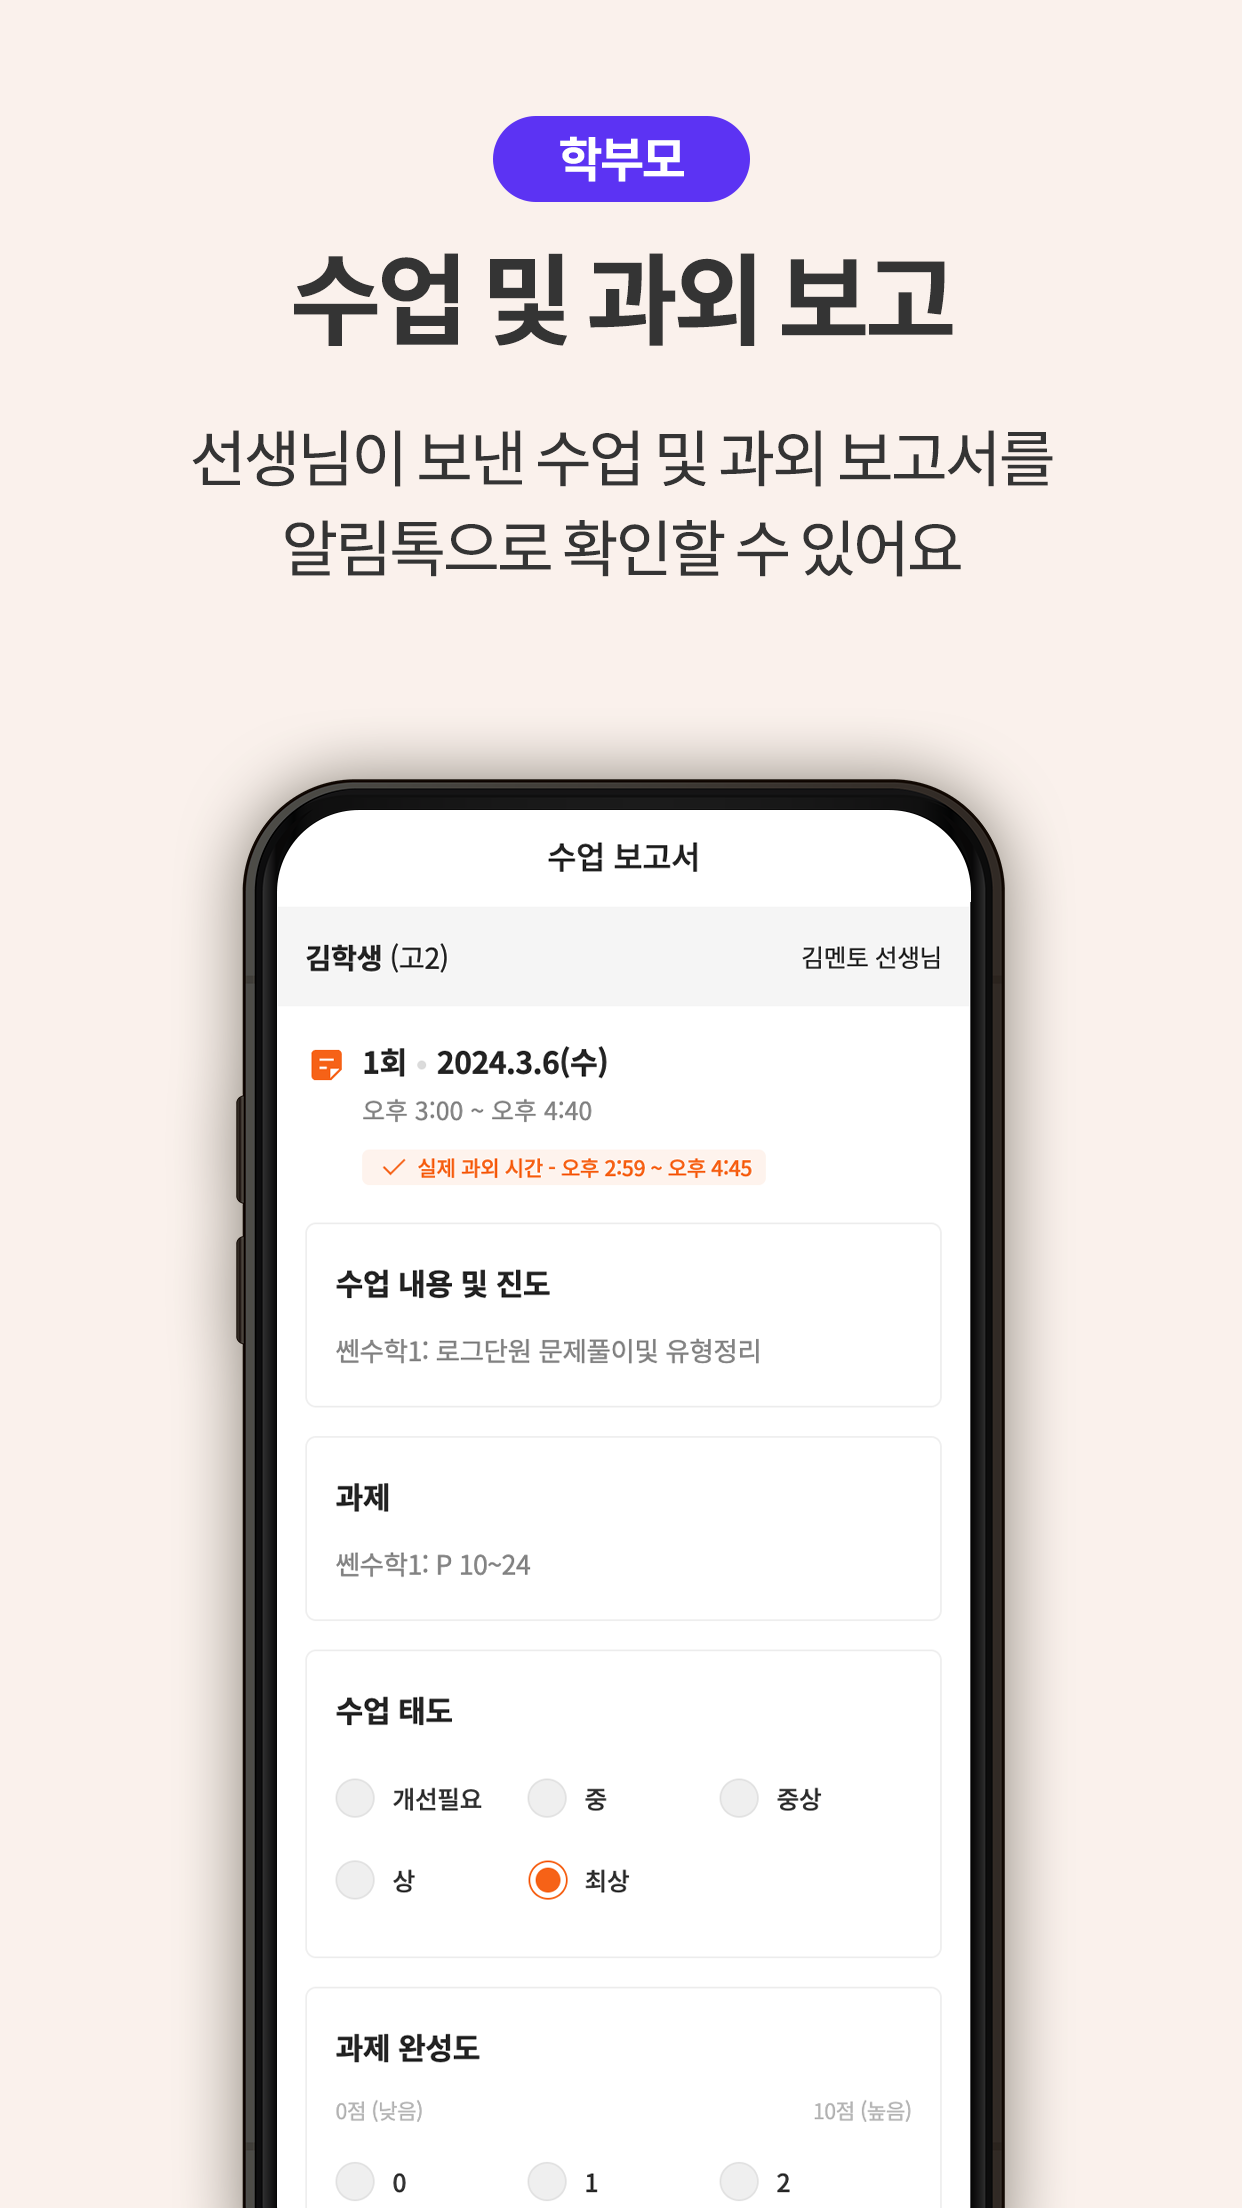 학부모
수업 및 과외 보고
선생님이 보낸 수업 및 과외 보고서를
알림톡으로 확인할 수 있어요
수업 보고서
김학생 (고2) 김멘토 선생님
1회 • 2024.3.6(수)
오후 3:00 ~ 오후 4:40
실제 과외 시간 - 오후 2:59 ~ 오후 4:45
수업 내용 및 진도
쎈수학1: 로그단원 문제풀이및 유형정리
과제
쎈수학1: P 10~24
수업 태도
개선필요 중 중상
상 최상
과제 완성도
0점 (낮음) 10점 (높음)
0 1 2